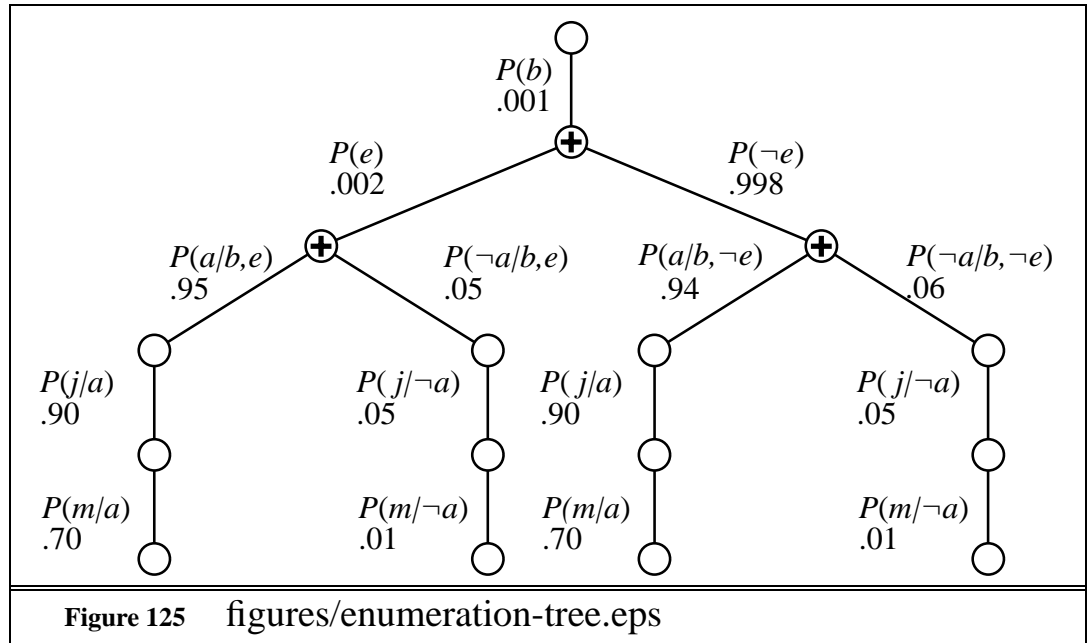 P(b)
.001
P(e)
.002
P(¬e)
.998
P(a/b,e)
.95
P(¬a/b,e)
.05
P(a/b,¬e)
.94
P(¬a/b,¬e)
.06
P(j/a)
.90
P( j/¬a)
.05
P( j/a)
.90
P( j/¬a)
.05
P(m/a)
.70
P(m/¬a)
.01
P(m/a)
.70
P(m/¬a)
.01
Figure 125 figures/enumeration-tree.eps